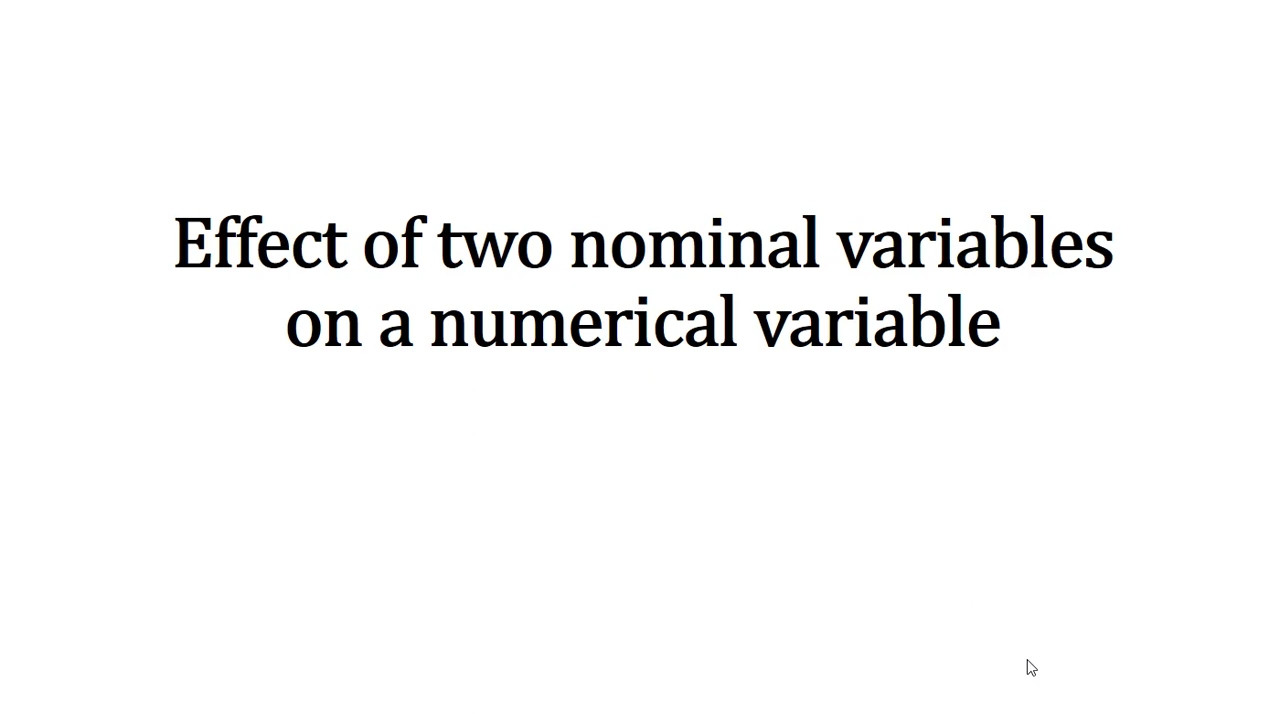 Effect of two nominal variables
on a numerical variable